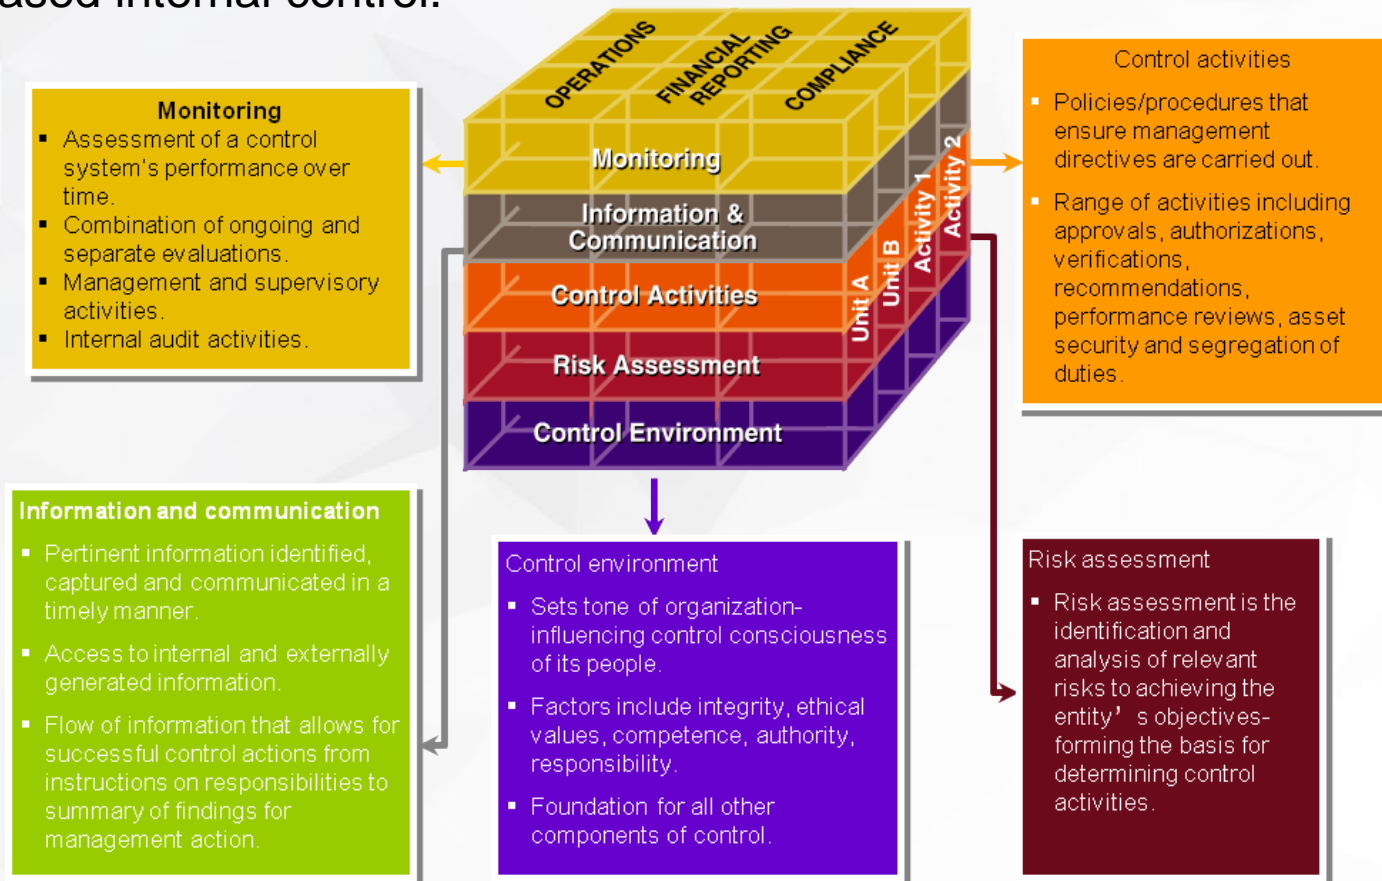 ased internal control.
OPERATIONS
FINANCIAL
REPORTING
COMPLIANCE
Monitoring
Information &
Communication
Control Activities
Risk Assessment
Control Environment
Unit A
Unit B
Activity 1
Activity 2
Monitoring
▪ Assessment of a control
system's performance over
time.
▪ Combination of ongoing and
separate evaluations.
▪ Management and supervisory
activities.
▪ Internal audit activities.
Control activities
▪ Policies/procedures that
ensure management
directives are carried out.
▪ Range of activities including
approvals, authorizations,
verifications,
recommendations,
performance reviews, asset
security and segregation of
duties.
Information and communication
▪ Pertinent information identified,
captured and communicated in a
timely manner.
▪ Access to internal and externally
generated information.
▪ Flow of information that allows for
successful control actions from
instructions on responsibilities to
summary of findings for
management action.
Control environment
▪ Sets tone of organization-
influencing control consciousness
of its people.
▪ Factors include integrity, ethical
values, competence, authority,
responsibility.
▪ Foundation for all other
components of control.
Risk assessment
▪ Risk assessment is the
identification and
analysis of relevant
risks to achieving the
entity’ s objectives-
forming the basis for
determining control
activities.